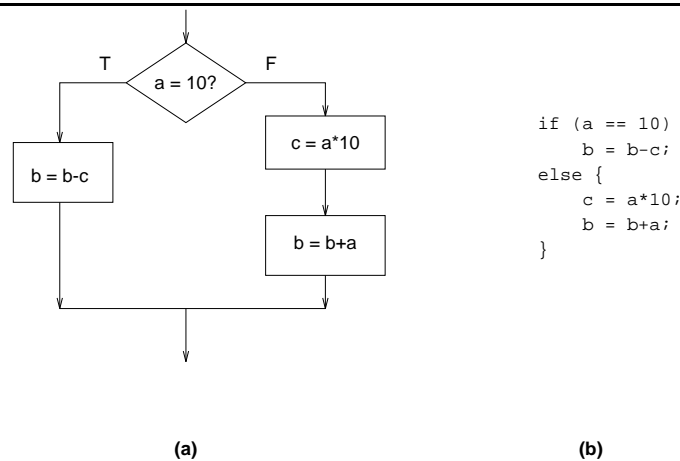 T
F
a = 10?
c = a*10
b = b-c
b = b+a
(a)
if (a == 10)
    b = b-c;
else {
    c = a*10;
    b = b+a;
}
(b)